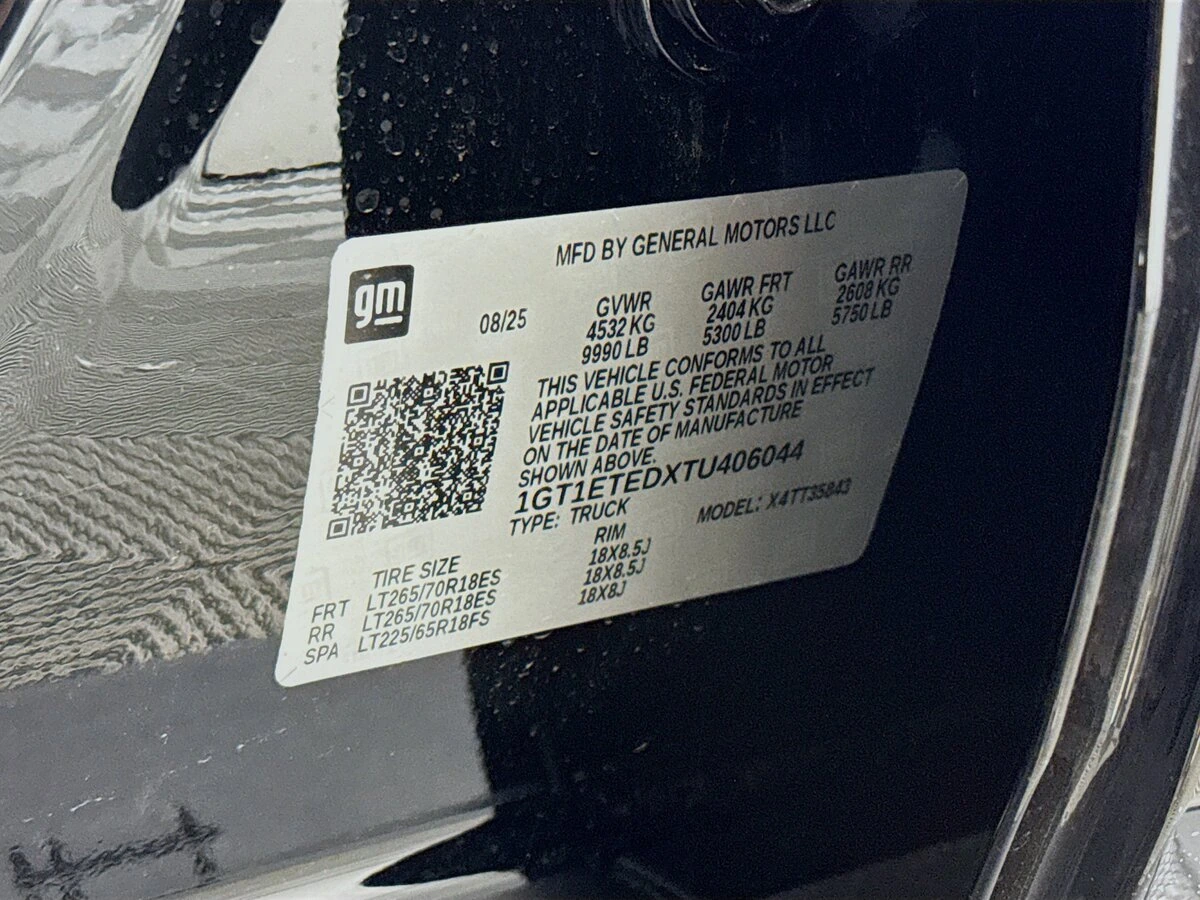 MFD BY GENERAL MOTORS LLC
gm
08/25
GVWR GAWR FRT GAWR RR
4532 KG 2404 KG 2608 KG
9990 LB 5300 LB 5750 LB
THIS VEHICLE CONFORMS TO ALL
APPLICABLE U.S. FEDERAL MOTOR
VEHICLE SAFETY STANDARDS IN EFFECT
ON THE DATE OF MANUFACTURE
SHOWN ABOVE.
1GT1ETEDXTU406044
TYPE: TRUCK MODEL: X4TT35843
TIRE SIZE RIM
FRT LT265/70R18ES 18X8.5J
RR LT265/70R18ES 18X8.5J
SPA LT225/65R18FS 18X8J